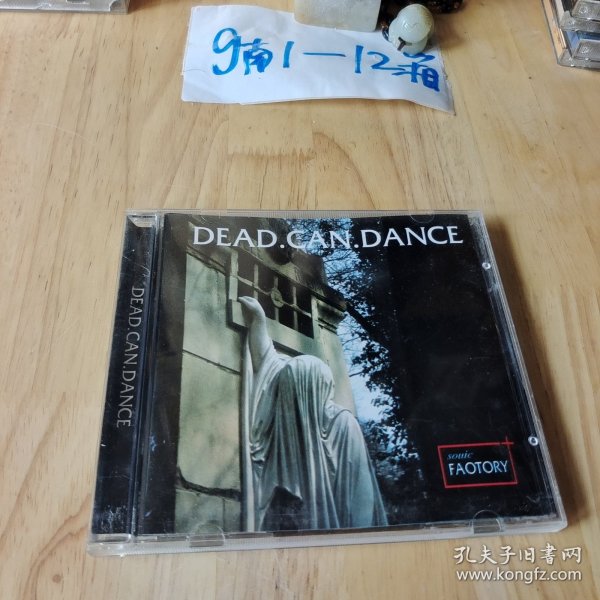 9南1—12箱
DEAD.CAN.DANCE
DEAD.CAN.DANCE
sonic
FAOTORY
孔夫子旧书网
www.kongfz.com